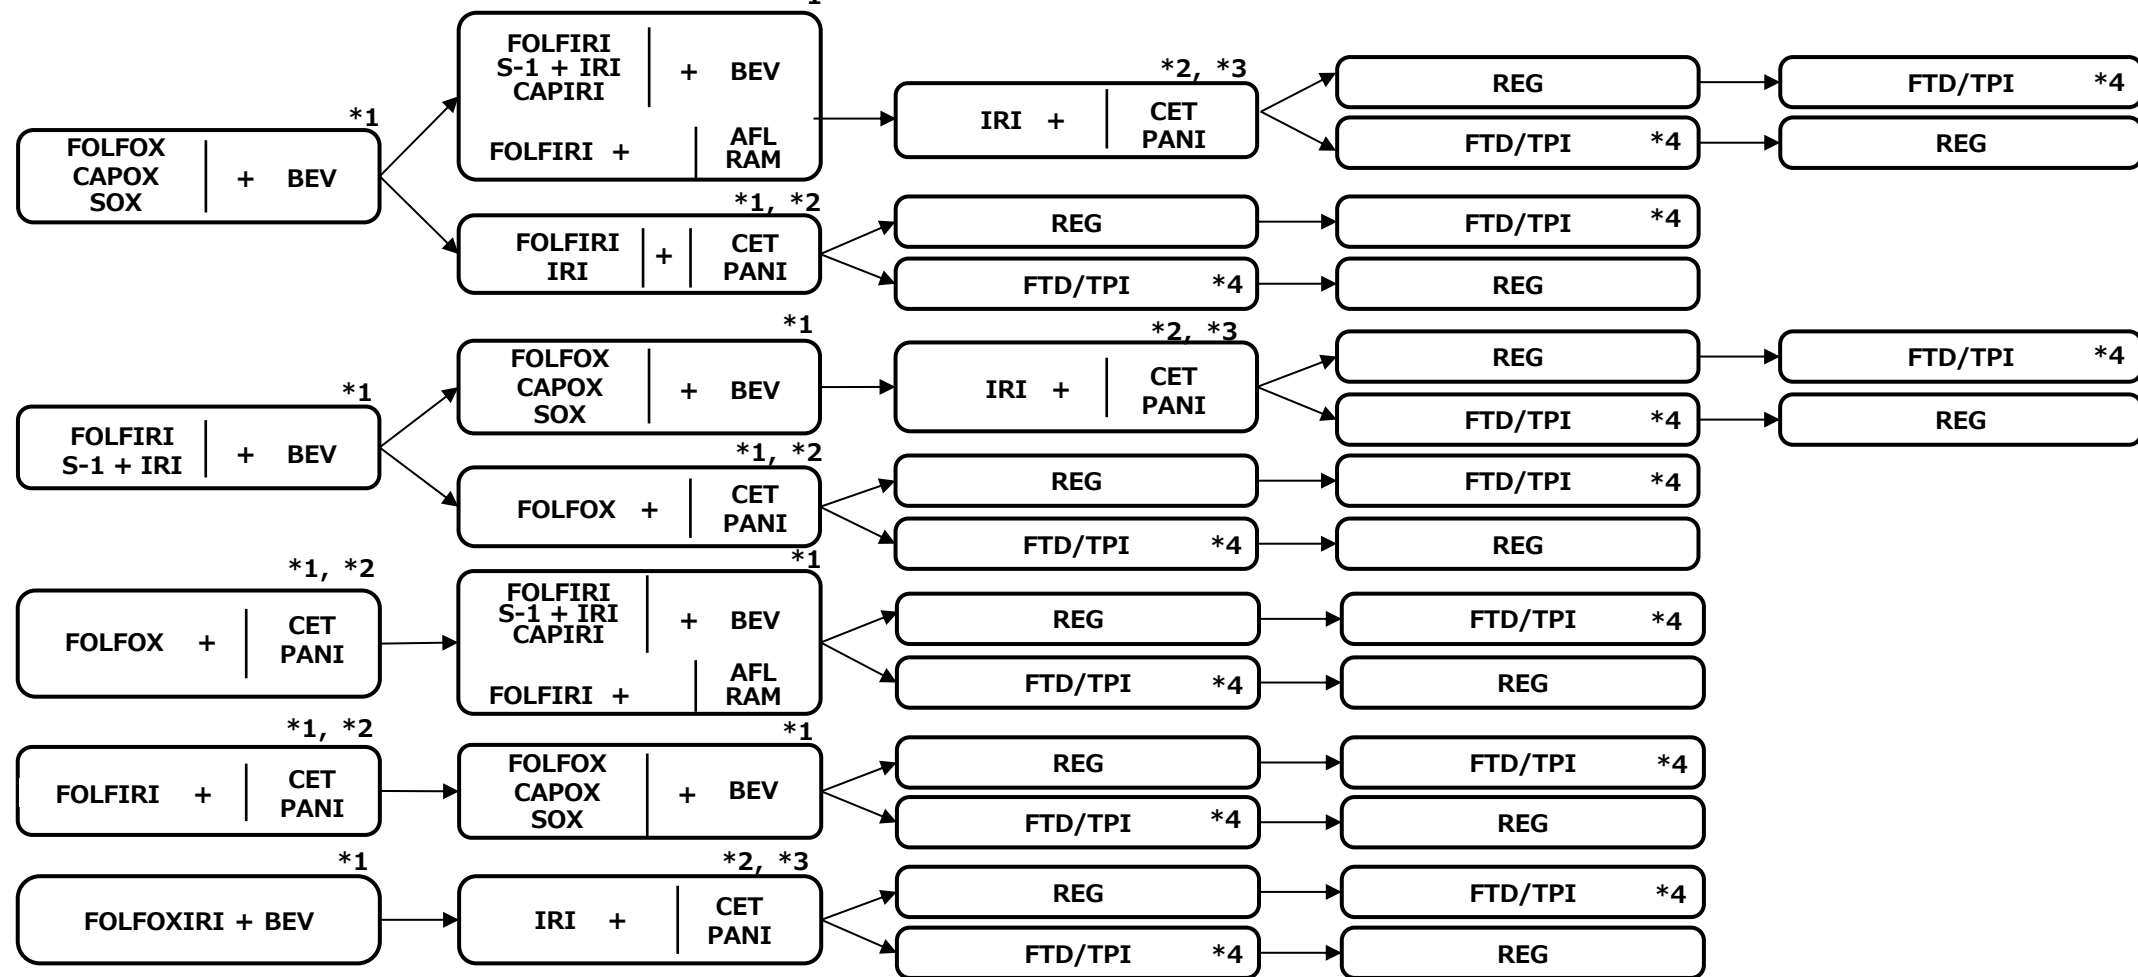 *1
FOLFOX
CAPOX
SOX
+ BEV
FOLFIRI
S-1 + IRI
CAPIRI
+ BEV
FOLFIRI +
AFL
RAM
*2, *3
IRI +
CET
PANI
REG
FTD/TPI *4
FTD/TPI *4
REG
*1, *2
FOLFIRI
IRI
+
CET
PANI
REG
FTD/TPI *4
FTD/TPI *4
REG
*1
FOLFIRI
S-1 + IRI
+ BEV
*1
FOLFOX
CAPOX
SOX
+ BEV
*2, *3
IRI +
CET
PANI
REG
FTD/TPI *4
FTD/TPI *4
REG
*1, *2
FOLFOX +
CET
PANI
REG
FTD/TPI *4
FTD/TPI *4
REG
*1, *2
FOLFOX +
CET
PANI
*1
FOLFIRI
S-1 + IRI
CAPIRI
+ BEV
FOLFIRI +
AFL
RAM
REG
FTD/TPI *4
FTD/TPI *4
REG
*1, *2
FOLFIRI +
CET
PANI
*1
FOLFOX
CAPOX
SOX
+ BEV
REG
FTD/TPI *4
FTD/TPI *4
REG
*1
FOLFOXIRI + BEV
*2, *3
IRI +
CET
PANI
REG
FTD/TPI *4
FTD/TPI *4
REG